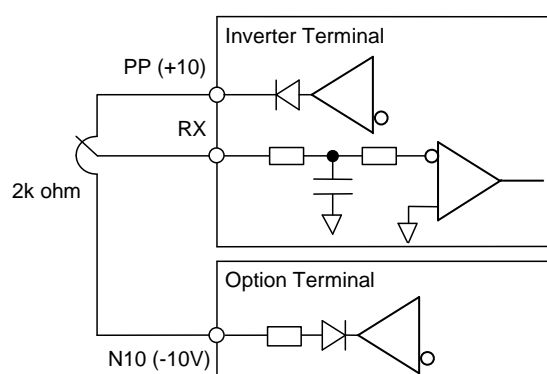 Inverter Terminal
PP (+10)
RX
2k ohm
Option Terminal
N10 (-10V)